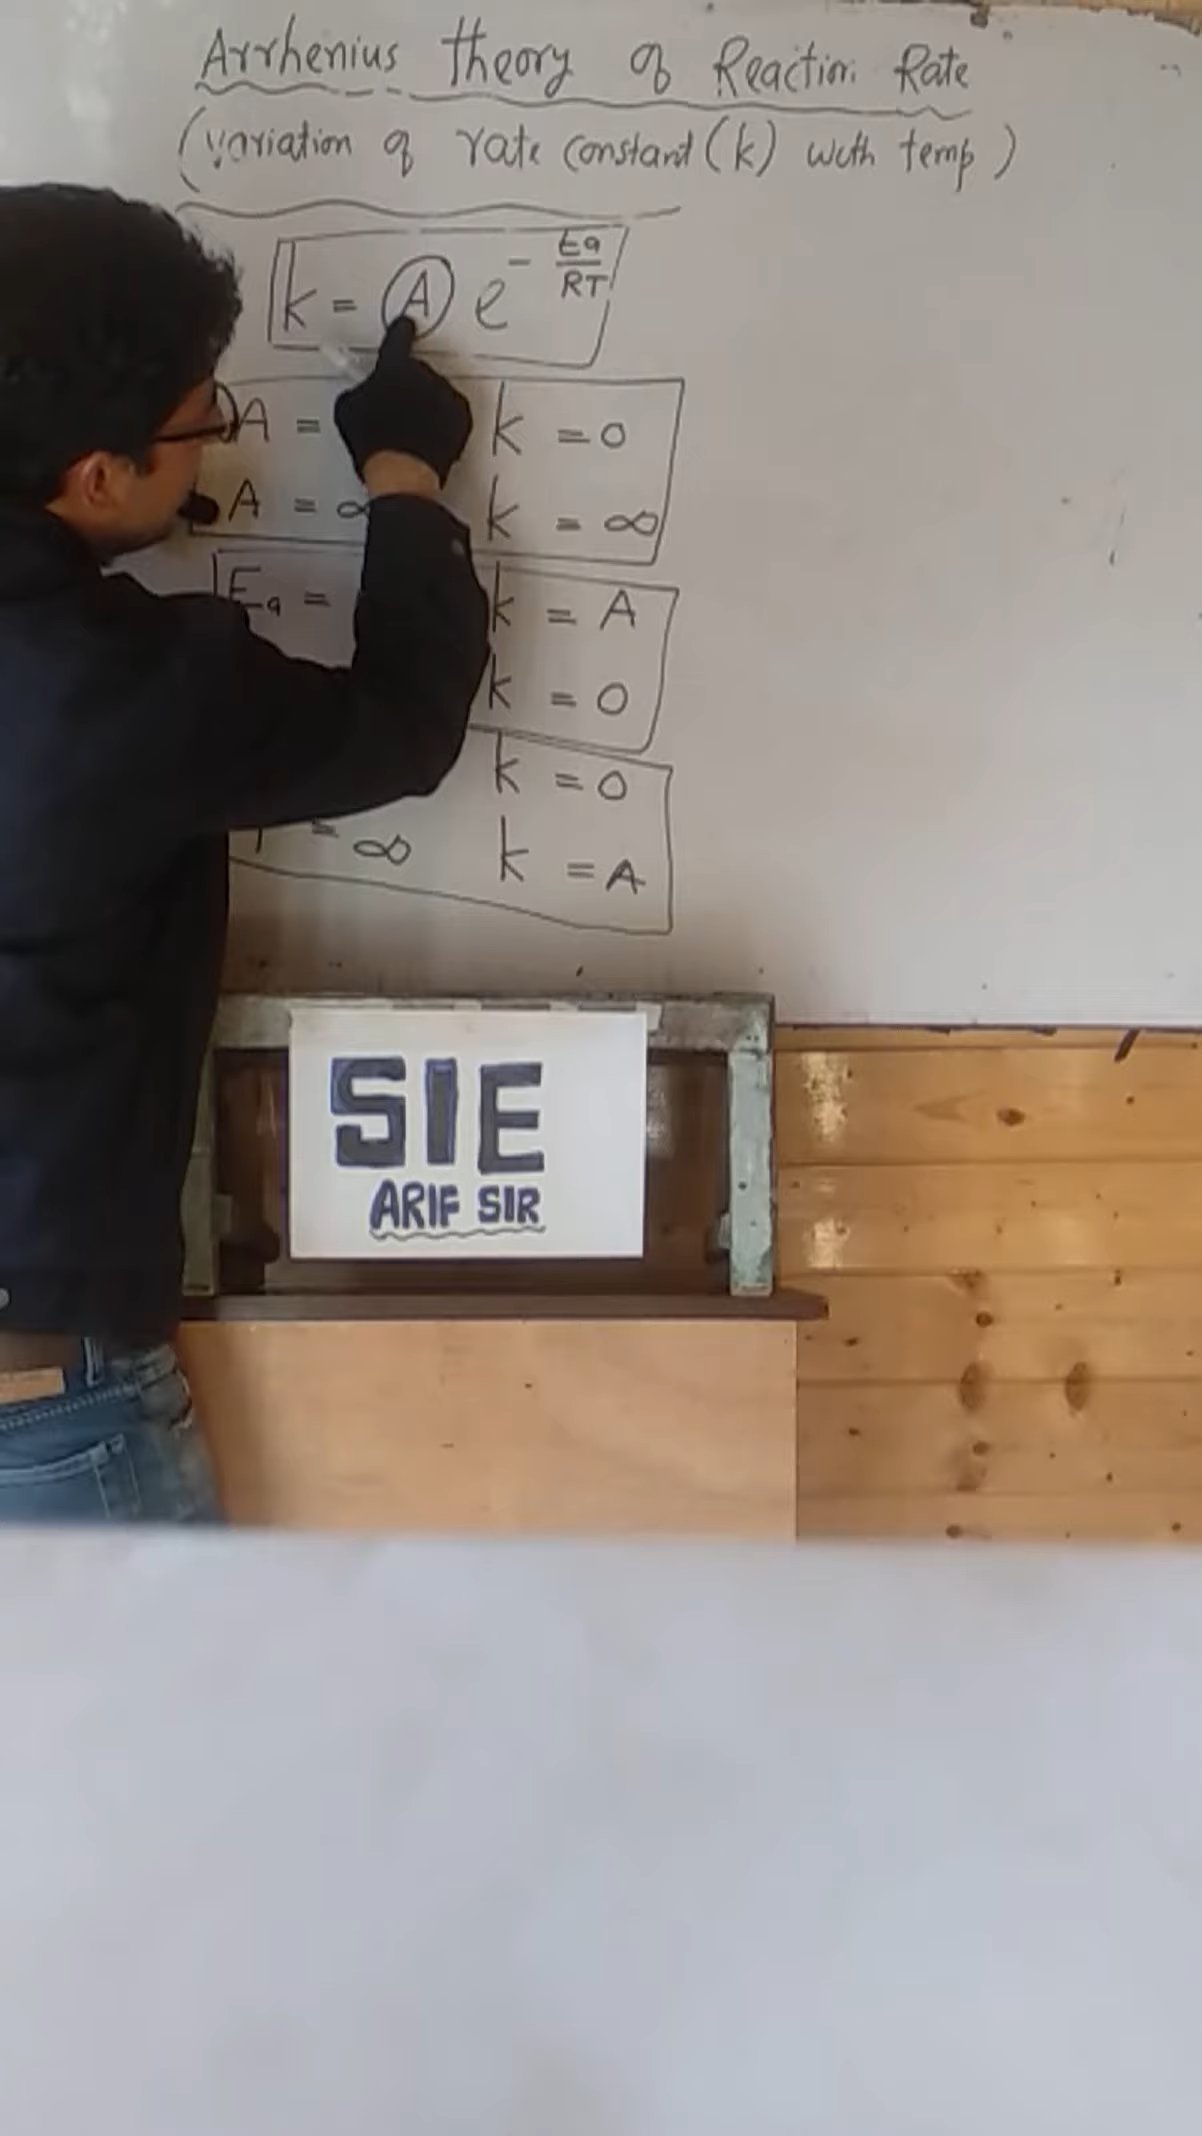 Arrhenius theory of Reaction Rate
(variation of rate constant (k) with temp)
k = A e^- Ea/RT
A = k = 0
A = ∞ k = ∞
Ea = k = A
k = 0
k = 0
= ∞ k = A
SIE
ARIF SIR